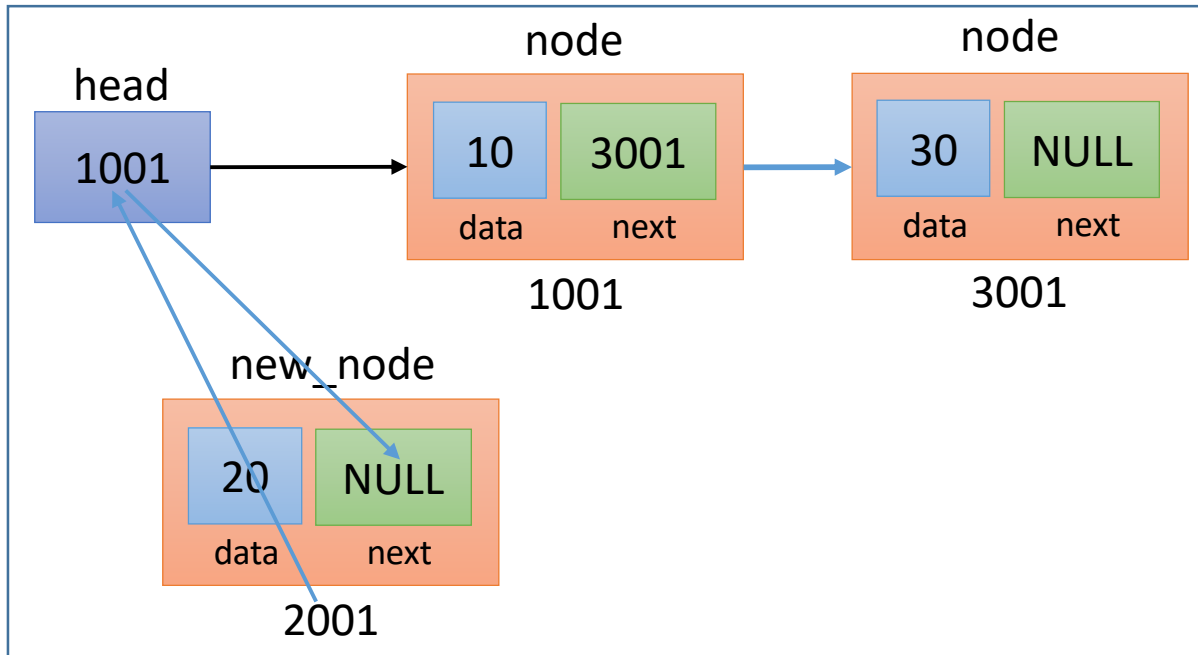 node
node
head
1001
10
3001
30
NULL
data
next
data
next
1001
3001
new_node
20
NULL
data
next
2001